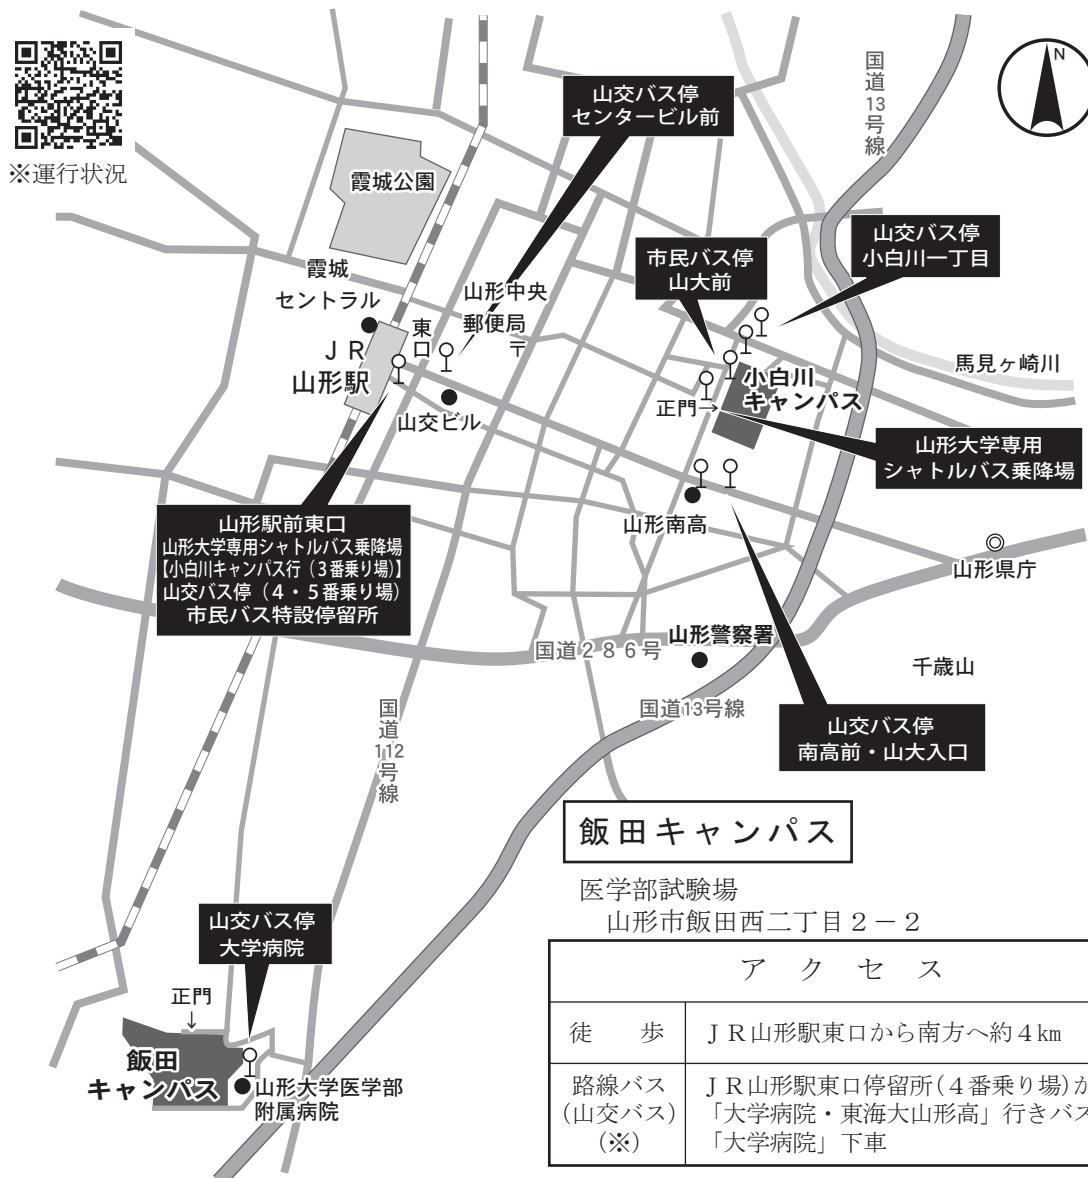 ※運行状況
N
国道13号線
山交バス停
センタービル前
霞城公園
山交バス停
小白川一丁目
市民バス停
山大前
霞城
セントラル
山形中央
郵便局
〒
東口
ＪＲ
山形駅
馬見ヶ崎川
小白川
キャンパス
正門→
山交ビル
山形大学専用
シャトルバス乗降場
山形南高
山形駅前東口
山形大学専用シャトルバス乗降場
【小白川キャンパス行（３番乗り場）】
山交バス停（４・５番乗り場）
市民バス特設停留所
◎
山形県庁
山形警察署
国道２８６号
千歳山
国道13号線
国道112号線
山交バス停
南高前・山大入口
飯田キャンパス
医学部試験場
山形市飯田西二丁目２－２
アクセス
徒歩
ＪＲ山形駅東口から南方へ約４㎞
路線バス
(山交バス)
(※)
ＪＲ山形駅東口停留所(４番乗り場)か
「大学病院・東海大山形高」行きバス
「大学病院」下車
山交バス停
大学病院
正門
↓
飯田
キャンパス
山形大学医学部
附属病院